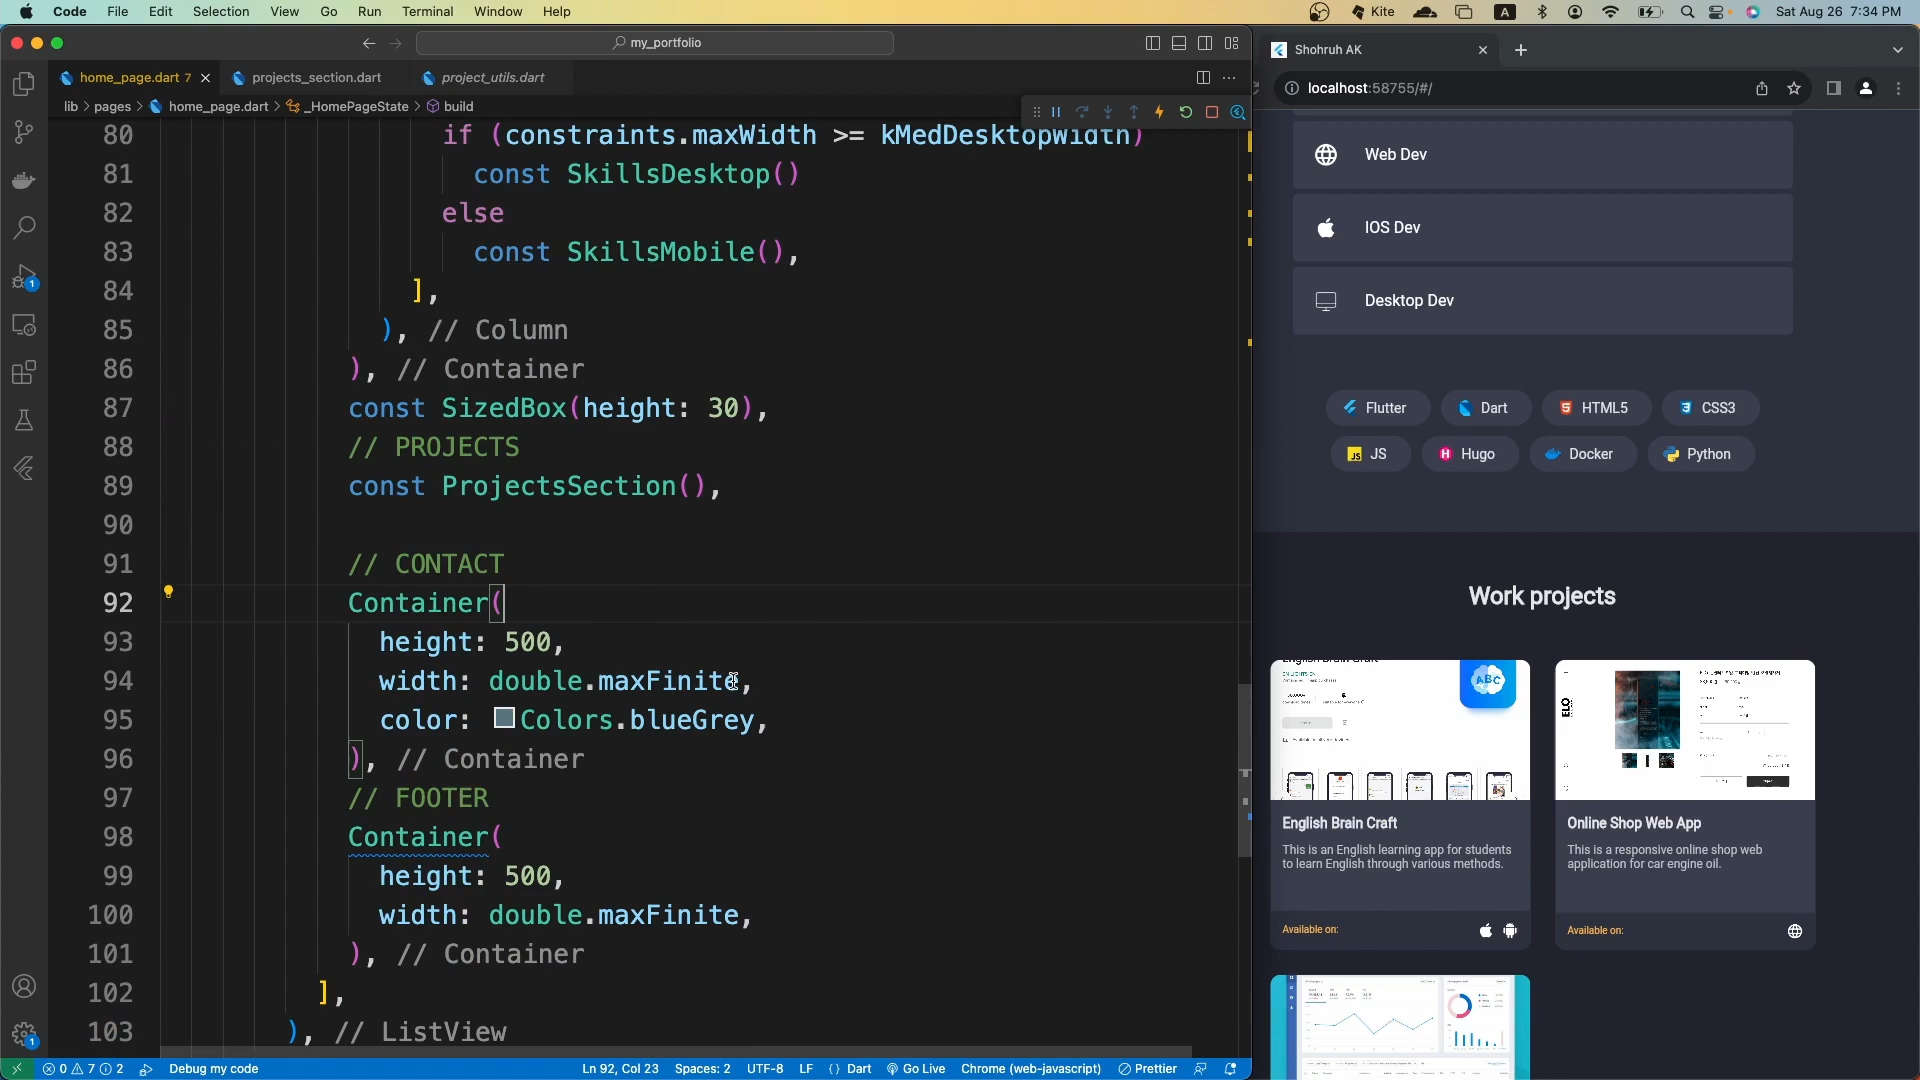 Code File Edit Selection View Go Run Terminal Window Help
Kite A Sat Aug 26 7:34 PM
my_portfolio
home_page.dart 7
projects_section.dart
project_utils.dart
lib > pages > home_page.dart > _HomePageState > build
80 if (constraints.maxWidth >= kMedDesktopWidth)
81 const SkillsDesktop()
82 else
83 const SkillsMobile(),
84 ],
85 ), // Column
86 ), // Container
87 const SizedBox(height: 30),
88 // PROJECTS
89 const ProjectsSection(),
90
91 // CONTACT
92 Container(
93 height: 500,
94 width: double.maxFinite,
95 color: Colors.blueGrey,
96 ), // Container
97 // FOOTER
98 Container(
99 height: 500,
100 width: double.maxFinite,
101 ), // Container
102 ],
103 ), // ListView
1
1
0 7 2 Debug my code Ln 92, Col 23 Spaces: 2 UTF-8 LF { } Dart Go Live Chrome (web-javascript) Prettier
Shohruh AK
localhost:58755/#/
Web Dev
IOS Dev
Desktop Dev
Flutter Dart HTML5 CSS3
JS Hugo Docker Python
Work projects
English Brain Craft
ABC
ELO
English Brain Craft
This is an English learning app for students
to learn English through various methods.
Available on:
Online Shop Web App
This is a responsive online shop web
application for car engine oil.
Available on: